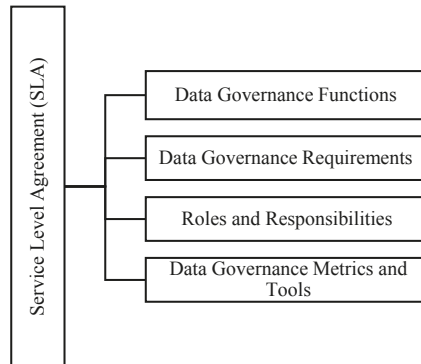 Service Level Agreement (SLA)
Data Governance Functions
Data Governance Requirements
Roles and Responsibilities
Data Governance Metrics and
Tools